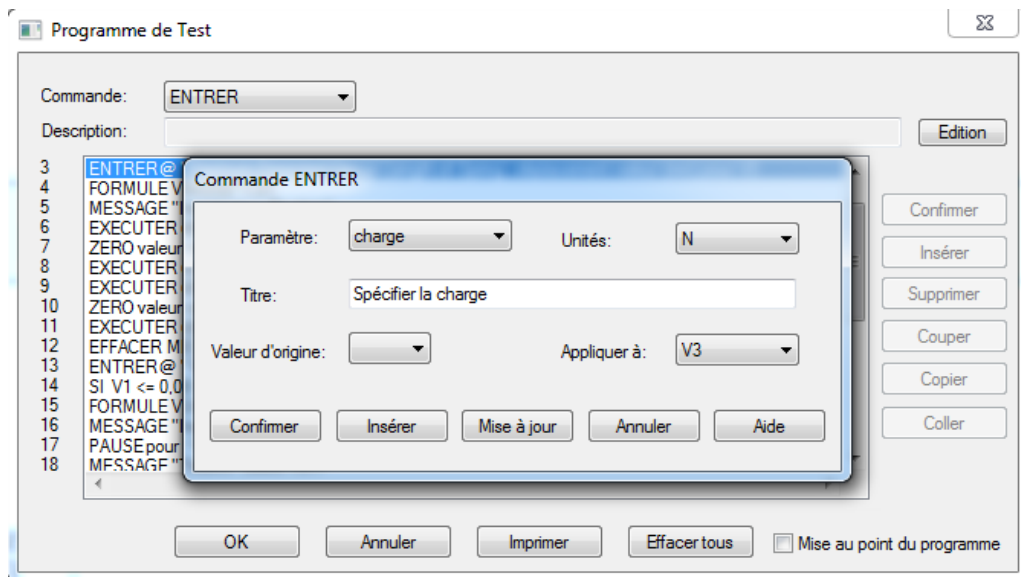 Programme de Test
Commande: ENTRER
Description: Edition
3 ENTRER@
4 FORMULE V
5 MESSAGE "
6 EXECUTER
7 ZERO valeur
8 EXECUTER
9 EXECUTER
10 ZERO valeur
11 EXECUTER
12 EFFACER M
13 ENTRER@
14 SI V1 <= 0,0
15 FORMULE V
16 MESSAGE "
17 PAUSE pour
18 MESSAGE "
Commande ENTRER
Paramètre: charge Unités: N
Titre: Spécifier la charge
Valeur d'origine: Appliquer à: V3
Confirmer Insérer Mise à jour Annuler Aide
Confirmer
Insérer
Supprimer
Couper
Copier
Coller
OK Annuler Imprimer Effacer tous Mise au point du programme